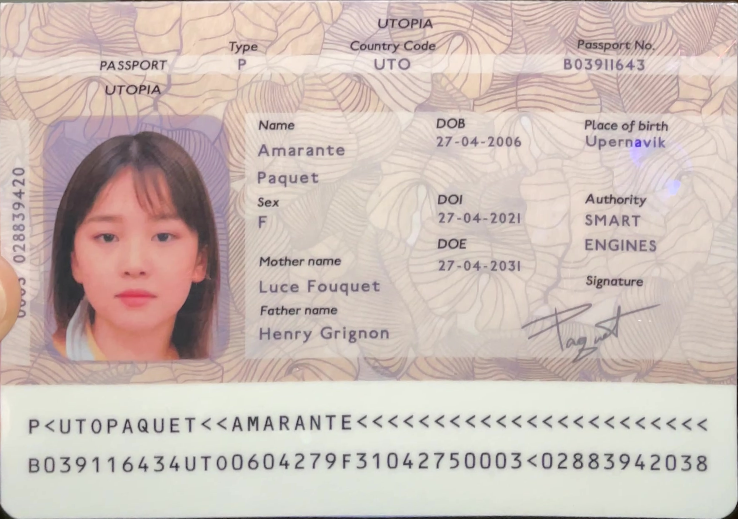 UTOPIA
Type Country Code Passport No.
PASSPORT P UTO B03911643
UTOPIA
Name DOB Place of birth
Amarante 27-04-2006 Upernavik
Paquet
Sex DOI Authority
F 27-04-2021 SMART
DOE ENGINES
Mother name 27-04-2031
Luce Fouquet Signature
Father name
Henry Grignon
Paquet
0003 028839420
P<UTOPAQUET<<AMARANTE<<<<<<<<<<<<<<<<<<<<<<<
B039116434UTO0604279F31042750003<02883942038